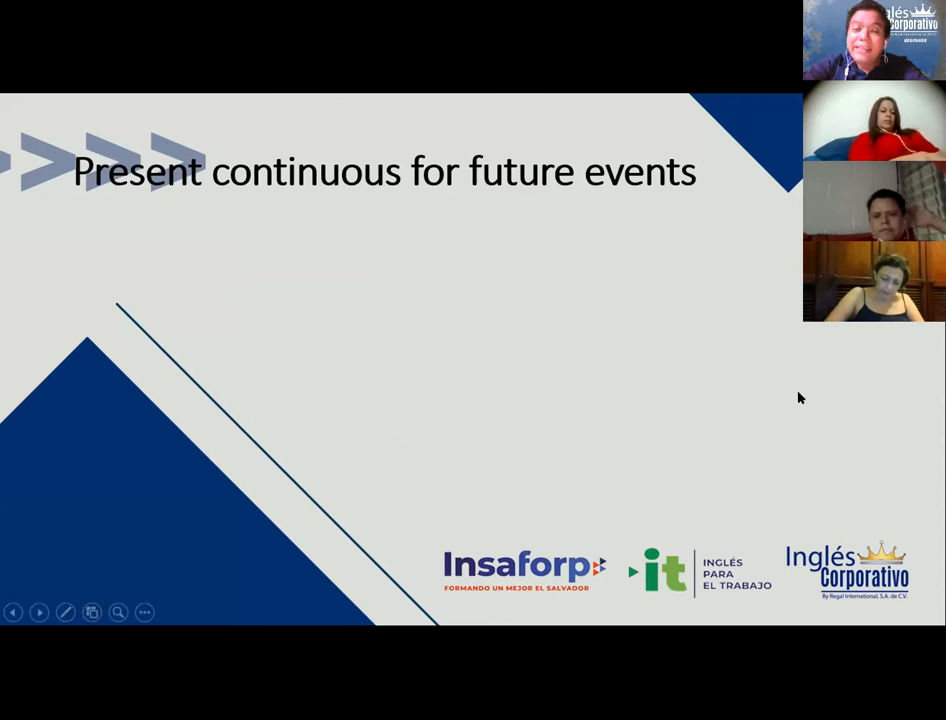 Inglés
Corporativo
BEGINNER
Present continuous for future events
Insaforp
FORMANDO UN MEJOR EL SALVADOR
it
INGLÉS
PARA
EL TRABAJO
Inglés
Corporativo
By Regal International, S.A. de C.V.